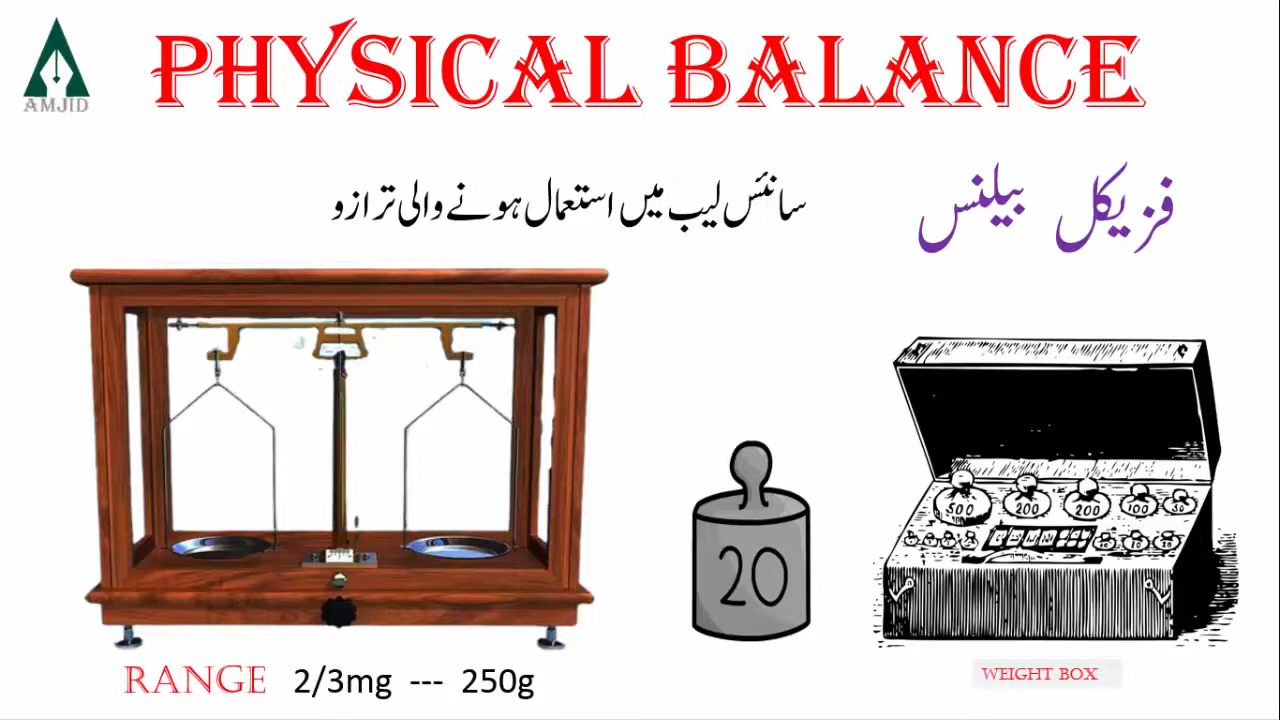 AMJID
PHYSICAL BALANCE
فزیکل بیلنس
سائنس لیب میں استعمال ہونے والی ترازو
20
500 200 200 100 50
RANGE 2/3mg --- 250g
WEIGHT BOX